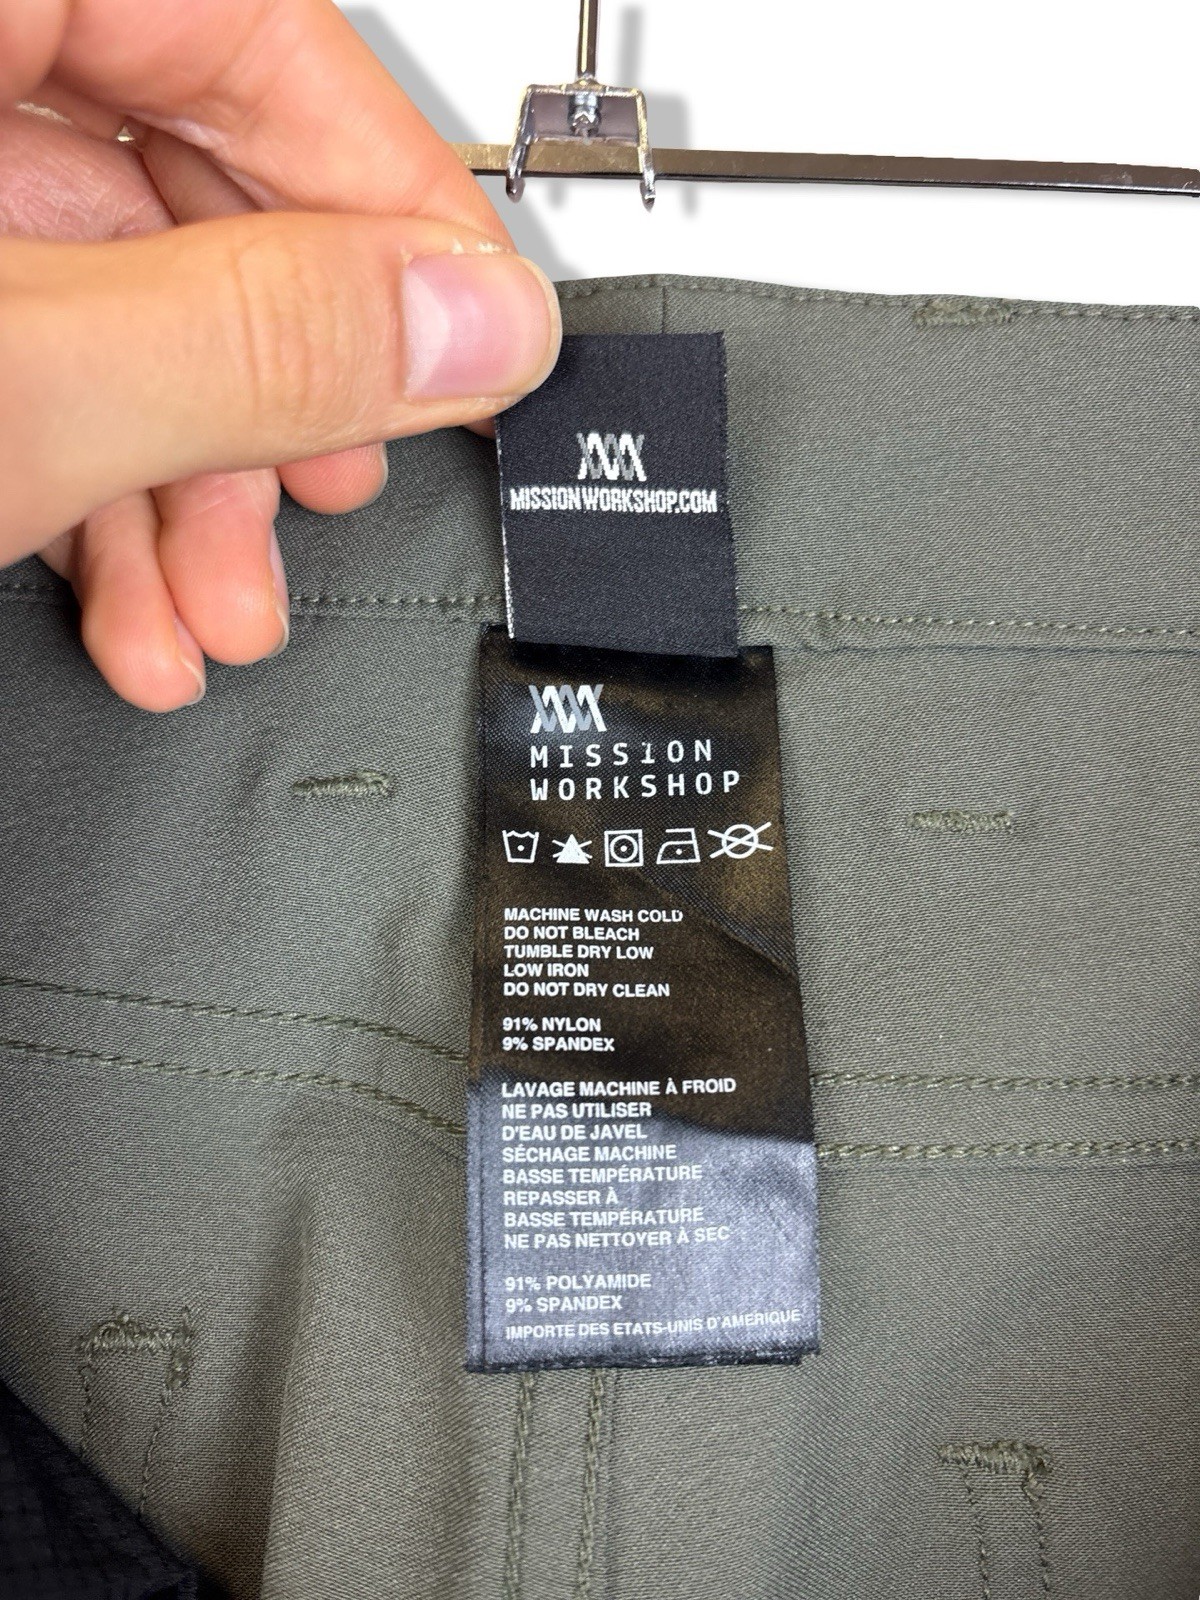 MISSIONWORKSHOP.COM
MISSION
WORKSHOP
MACHINE WASH COLD
DO NOT BLEACH
TUMBLE DRY LOW
LOW IRON
DO NOT DRY CLEAN
91% NYLON
9% SPANDEX
LAVAGE MACHINE À FROID
NE PAS UTILISER
D'EAU DE JAVEL
SÉCHAGE MACHINE
BASSE TEMPÉRATURE
REPASSER À
BASSE TEMPÉRATURE
NE PAS NETTOYER À SEC
91% POLYAMIDE
9% SPANDEX
IMPORTE DES ETATS-UNIS D'AMERIQUE